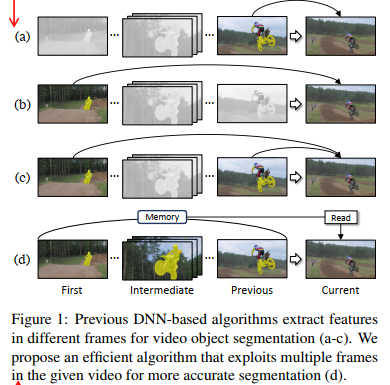 (a)
(b)
(c)
Memory
Read
(d)
First
Intermediate
Previous
Current
Figure 1: Previous DNN-based algorithms extract features
in different frames for video object segmentation (a-c). We
propose an efficient algorithm that exploits multiple frames
in the given video for more accurate segmentation (d).